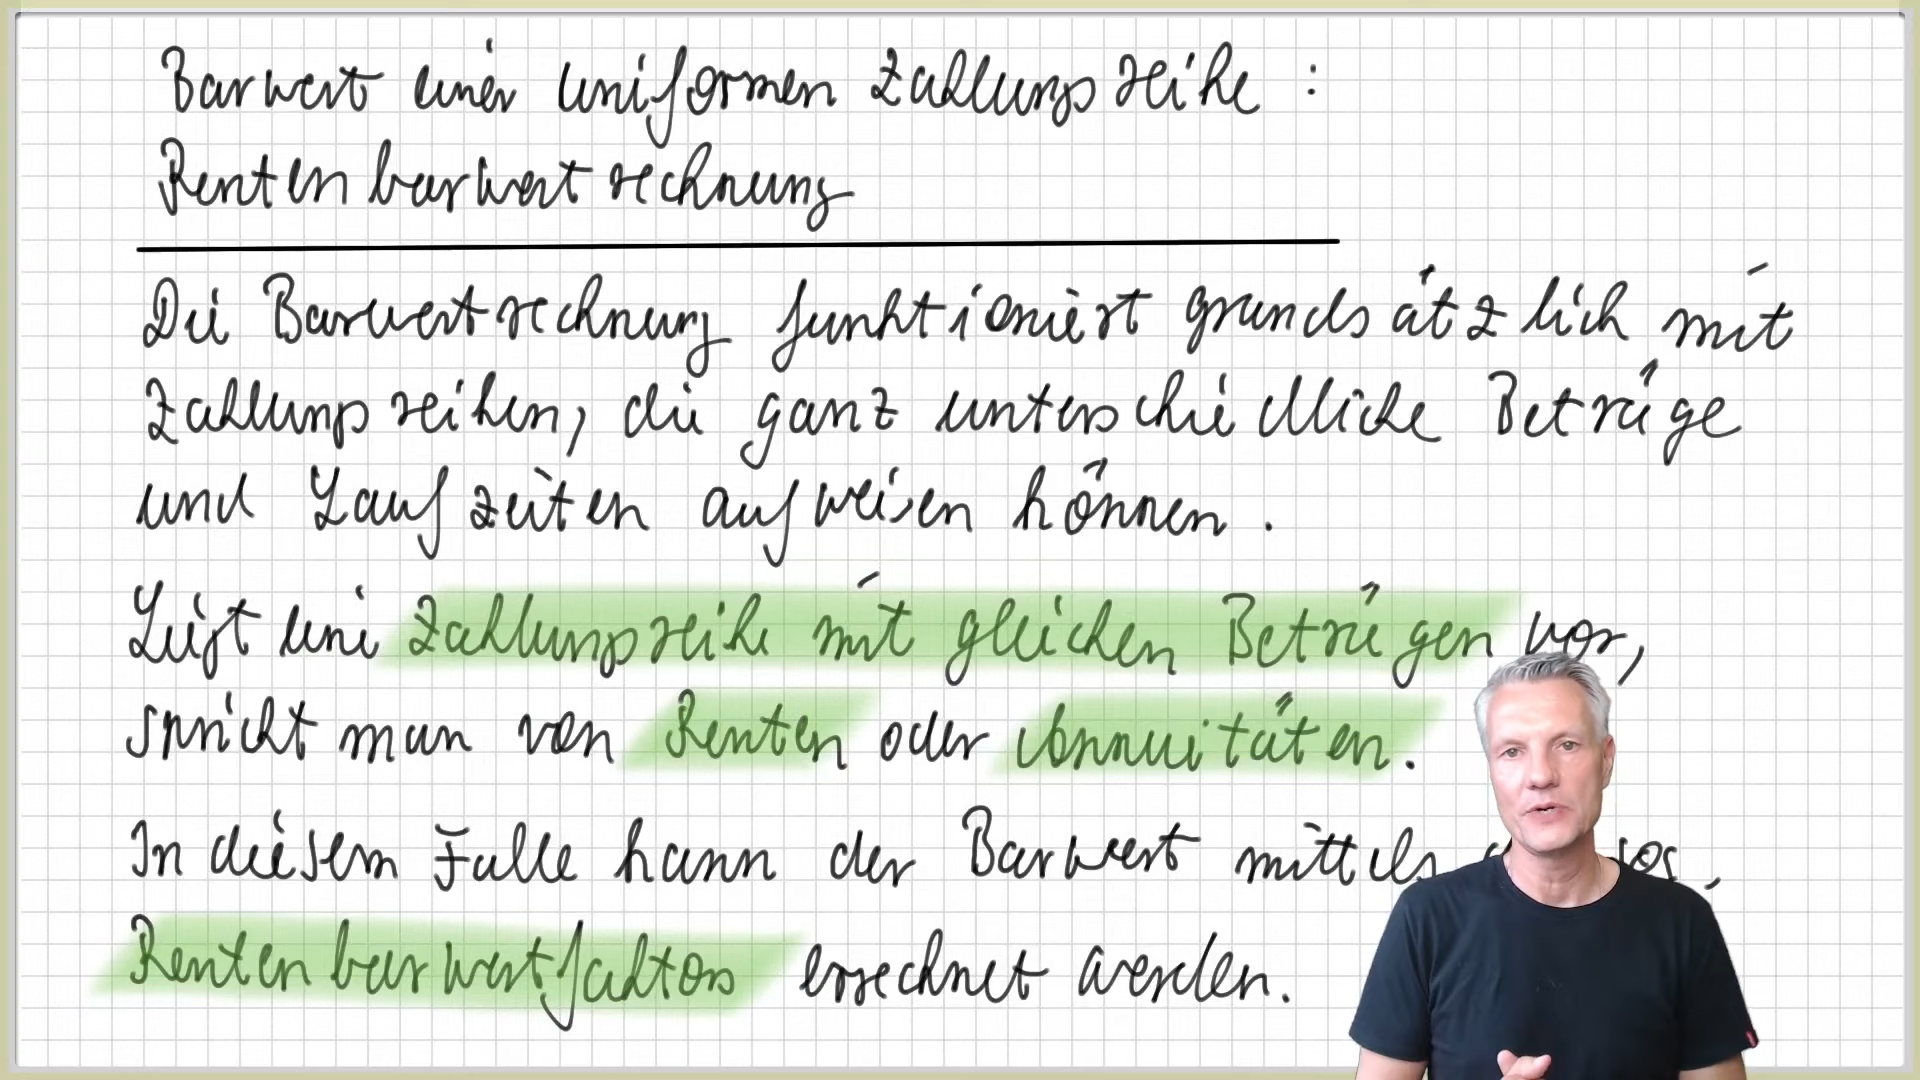 Barwert einer uniformen Zahlungsreihe :
Rentenbarwertrechnung
Die Barwertrechnung funktioniert grundsätzlich mit
Zahlungsreihen, die ganz unterschiedliche Beträge
und Laufzeiten aufweisen können.
Liegt eine Zahlungsreihe mit gleichen Beträgen vor,
spricht man von Renten oder Annuitäten.
In diesem Falle kann der Barwert mittels
Rentenbarwertfaktor errechnet werden.